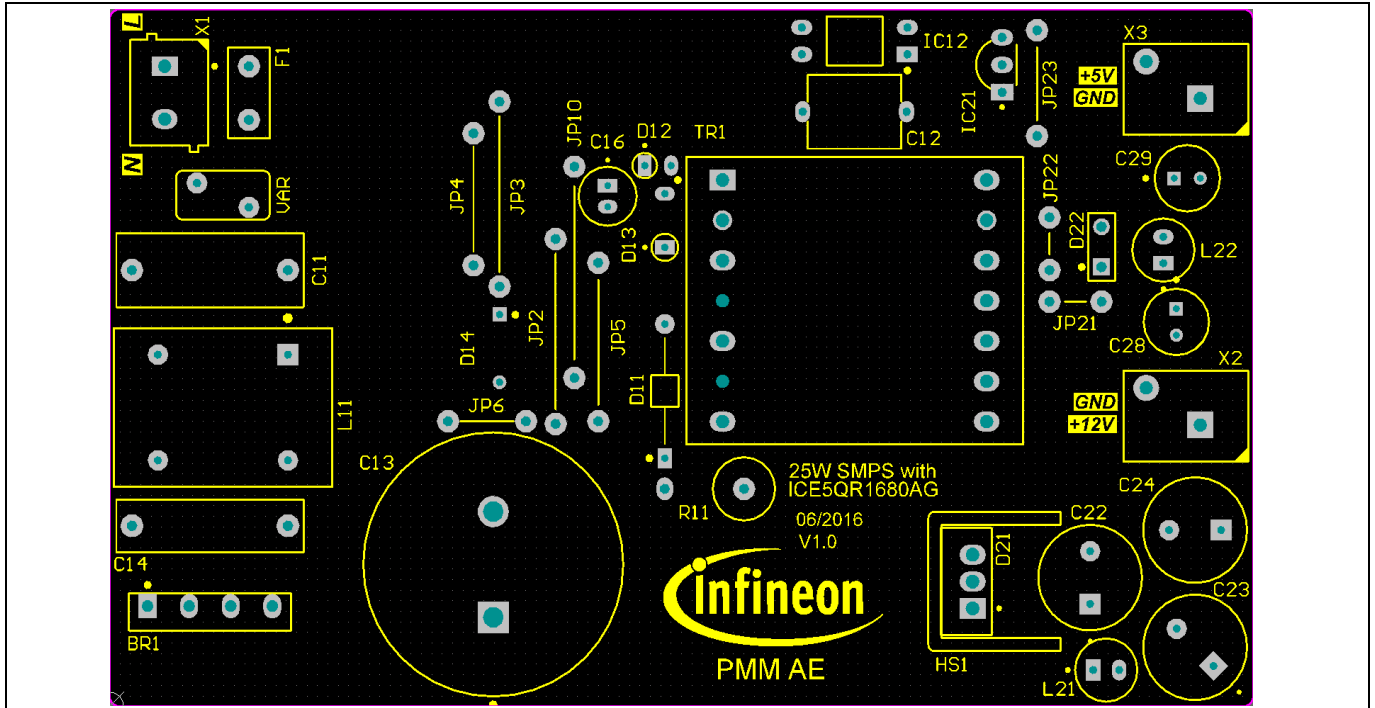 L
X1
F1
N
VAR
C11
L11
C14
BR1
JP4
JP3
JP10
C16
D12
TR1
D13
D14
JP2
JP5
D11
JP6
C13
R11
IC12
C12
IC21
JP23
X3
+5V
GND
C29
JP22
D22
L22
JP21
C28
X2
GND
+12V
C24
C22
D21
C23
HS1
L21
25W SMPS with
ICE5QR1680AG
06/2016
V1.0
infineon
PMM AE